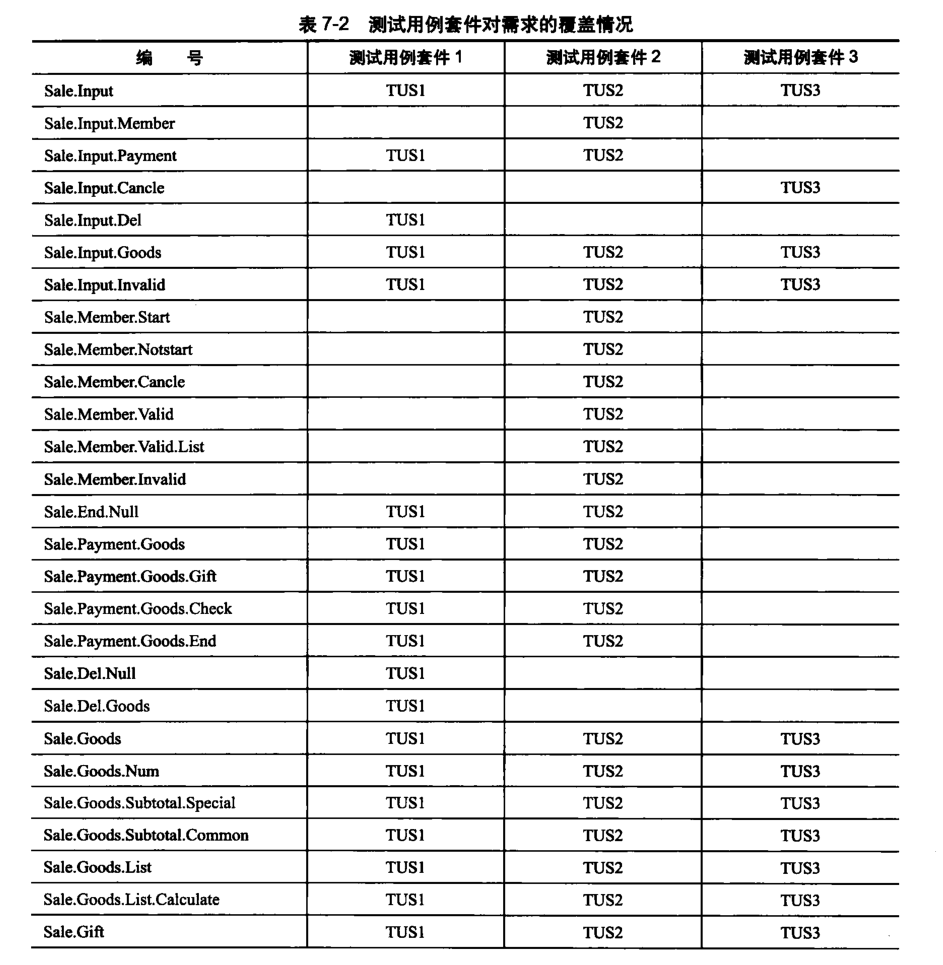 表 7-2 测试用例套件对需求的覆盖情况
编 号 测试用例套件 1 测试用例套件 2 测试用例套件 3
Sale.Input TUS1 TUS2 TUS3
Sale.Input.Member TUS2
Sale.Input.Payment TUS1 TUS2
Sale.Input.Cancle TUS3
Sale.Input.Del TUS1
Sale.Input.Goods TUS1 TUS2 TUS3
Sale.Input.Invalid TUS1 TUS2 TUS3
Sale.Member.Start TUS2
Sale.Member.Notstart TUS2
Sale.Member.Cancle TUS2
Sale.Member.Valid TUS2
Sale.Member.Valid.List TUS2
Sale.Member.Invalid TUS2
Sale.End.Null TUS1 TUS2
Sale.Payment.Goods TUS1 TUS2
Sale.Payment.Goods.Gift TUS1 TUS2
Sale.Payment.Goods.Check TUS1 TUS2
Sale.Payment.Goods.End TUS1 TUS2
Sale.Del.Null TUS1
Sale.Del.Goods TUS1
Sale.Goods TUS1 TUS2 TUS3
Sale.Goods.Num TUS1 TUS2 TUS3
Sale.Goods.Subtotal.Special TUS1 TUS2 TUS3
Sale.Goods.Subtotal.Common TUS1 TUS2 TUS3
Sale.Goods.List TUS1 TUS2 TUS3
Sale.Goods.List.Calculate TUS1 TUS2 TUS3
Sale.Gift TUS1 TUS2 TUS3